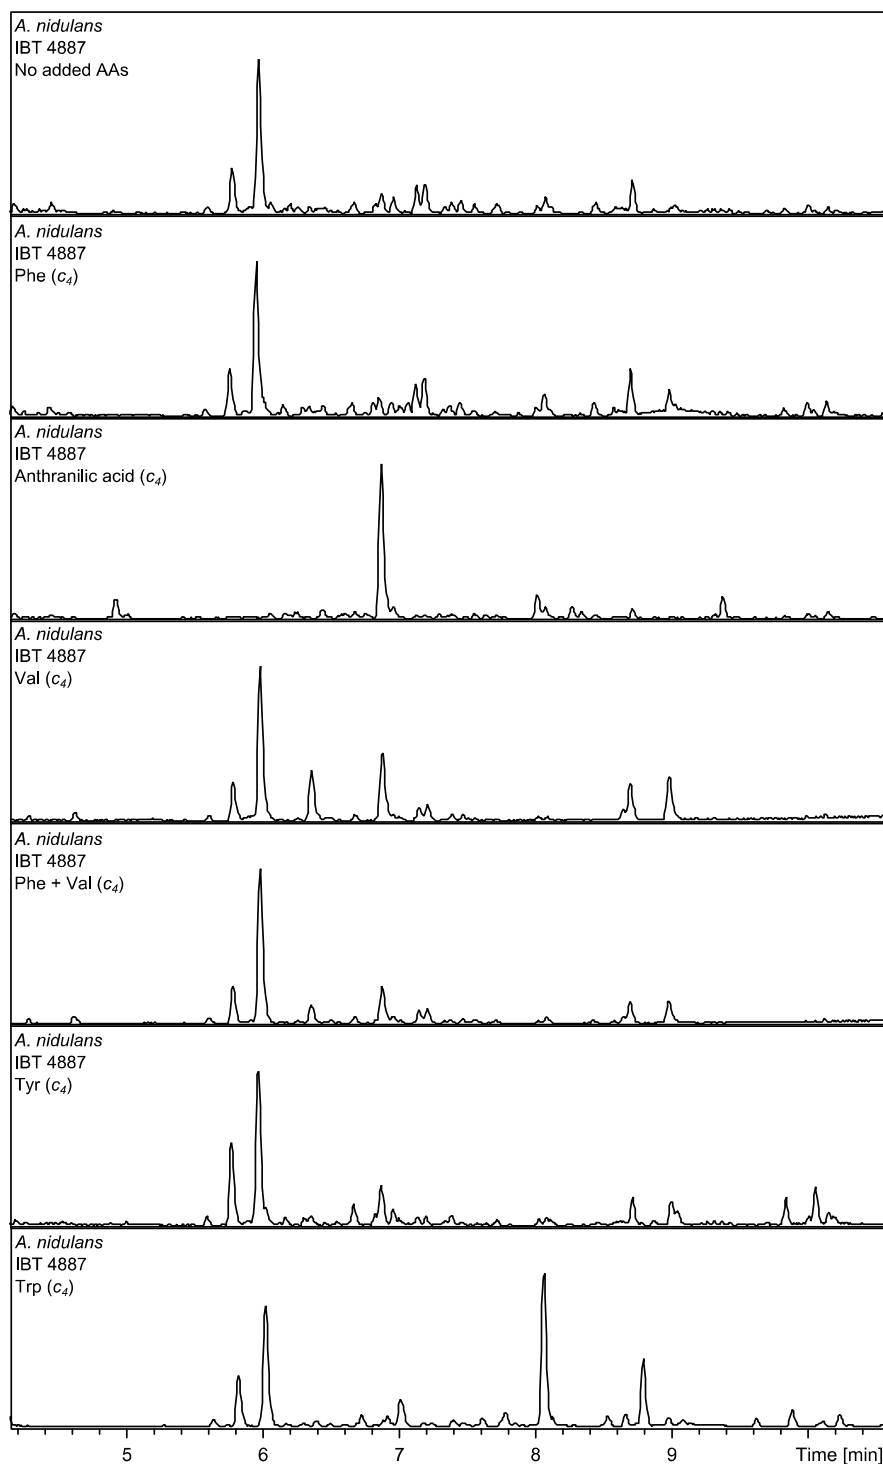 A. nidulans
IBT 4887
No added AAs
A. nidulans
IBT 4887
Phe (c4)
A. nidulans
IBT 4887
Anthranilic acid (c4)
A. nidulans
IBT 4887
Val (c4)
A. nidulans
IBT 4887
Phe + Val (c4)
A. nidulans
IBT 4887
Tyr (c4)
A. nidulans
IBT 4887
Trp (c4)
5 6 7 8 9 Time [min]